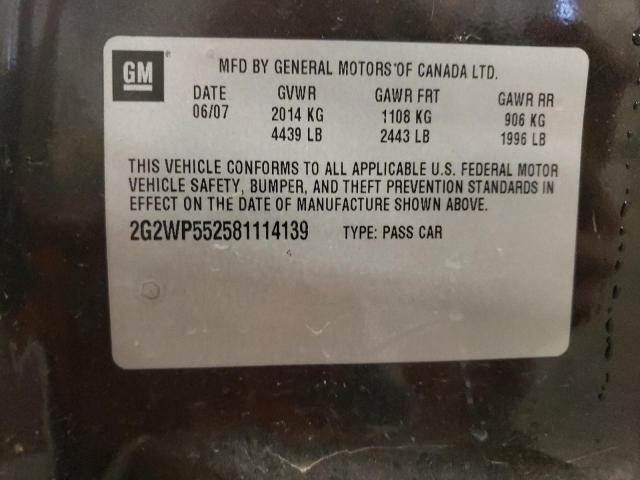 GM
MFD BY GENERAL MOTORS OF CANADA LTD.
DATE GVWR GAWR FRT GAWR RR
06/07 2014 KG 1108 KG 906 KG
4439 LB 2443 LB 1996 LB
THIS VEHICLE CONFORMS TO ALL APPLICABLE U.S. FEDERAL MOTOR
VEHICLE SAFETY, BUMPER, AND THEFT PREVENTION STANDARDS IN
EFFECT ON THE DATE OF MANUFACTURE SHOWN ABOVE.
2G2WP552581114139 TYPE: PASS CAR